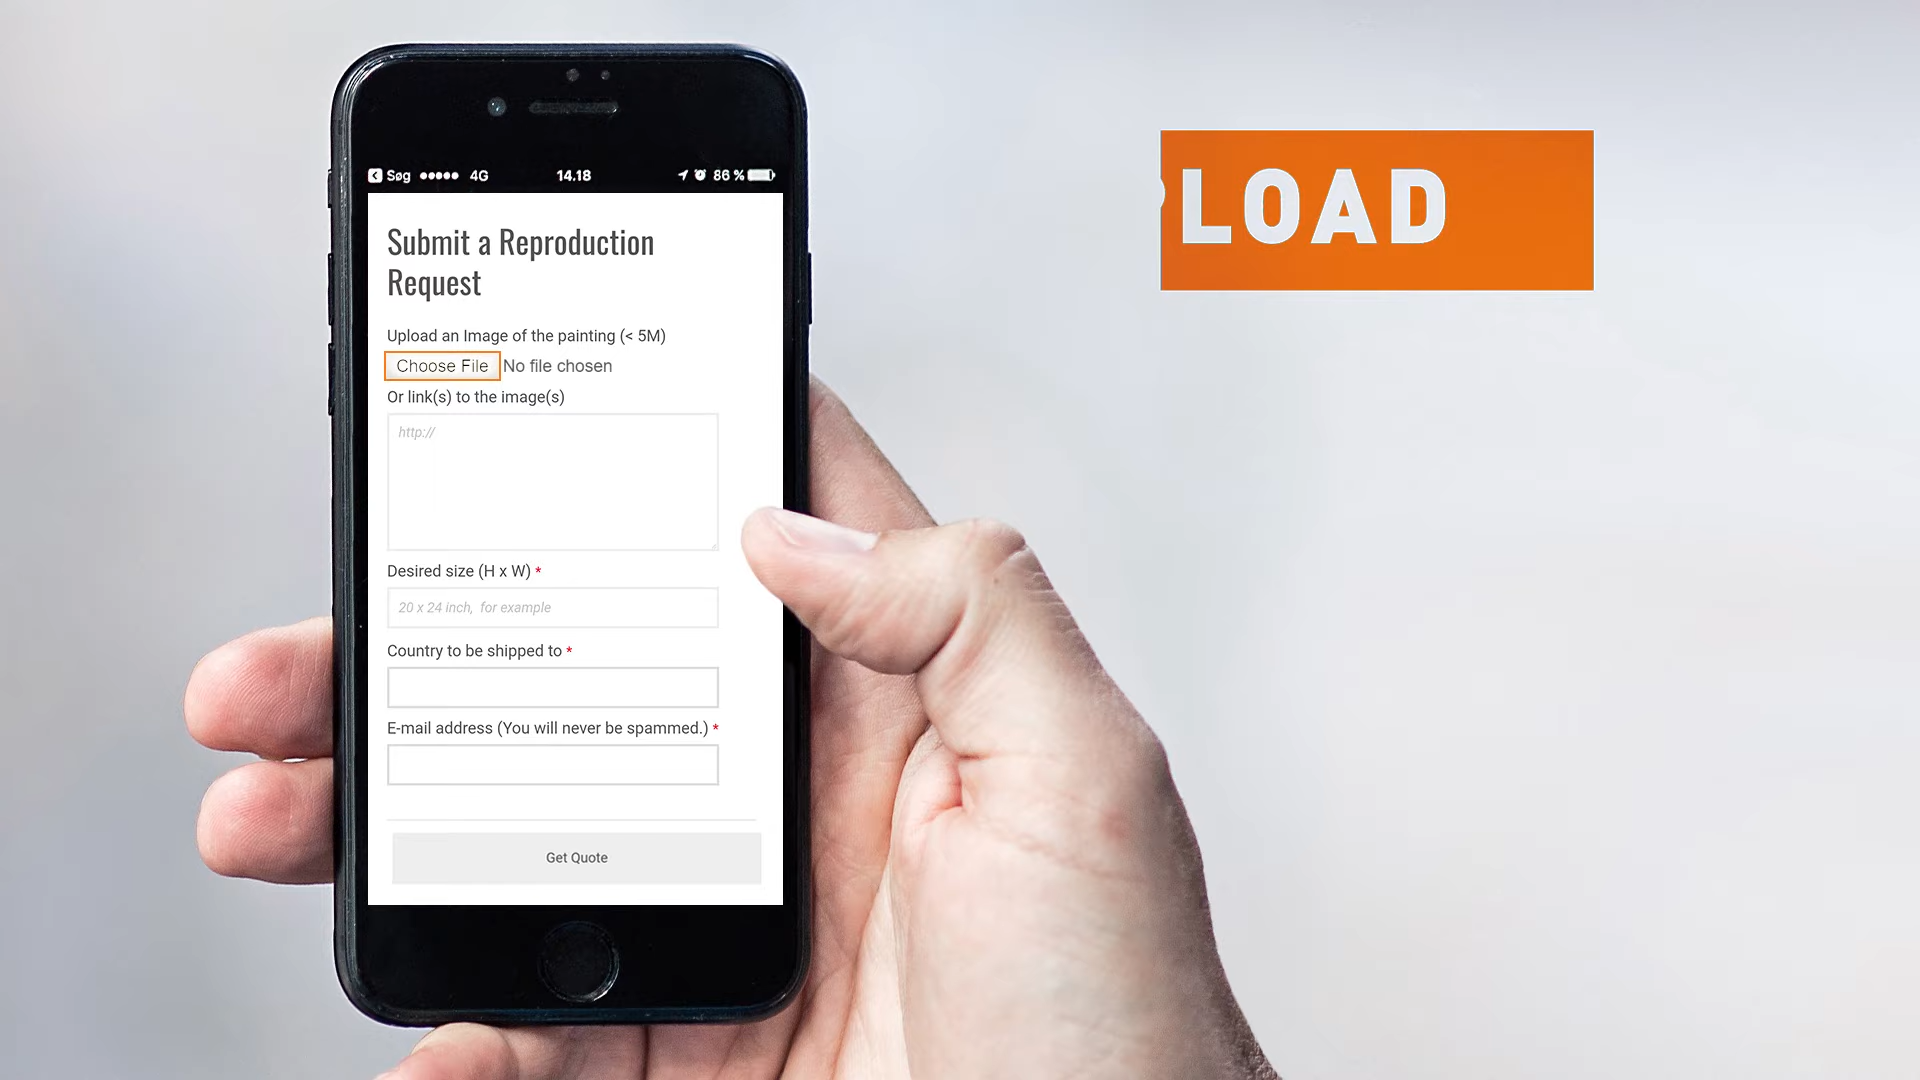 Søg ●●●●● 4G 14.18 86 %
Submit a Reproduction
Request
Upload an Image of the painting (< 5M)
Choose File No file chosen
Or link(s) to the image(s)
http://
Desired size (H x W) *
20 x 24 inch, for example
Country to be shipped to *
E-mail address (You will never be spammed.) *
Get Quote
PLOAD